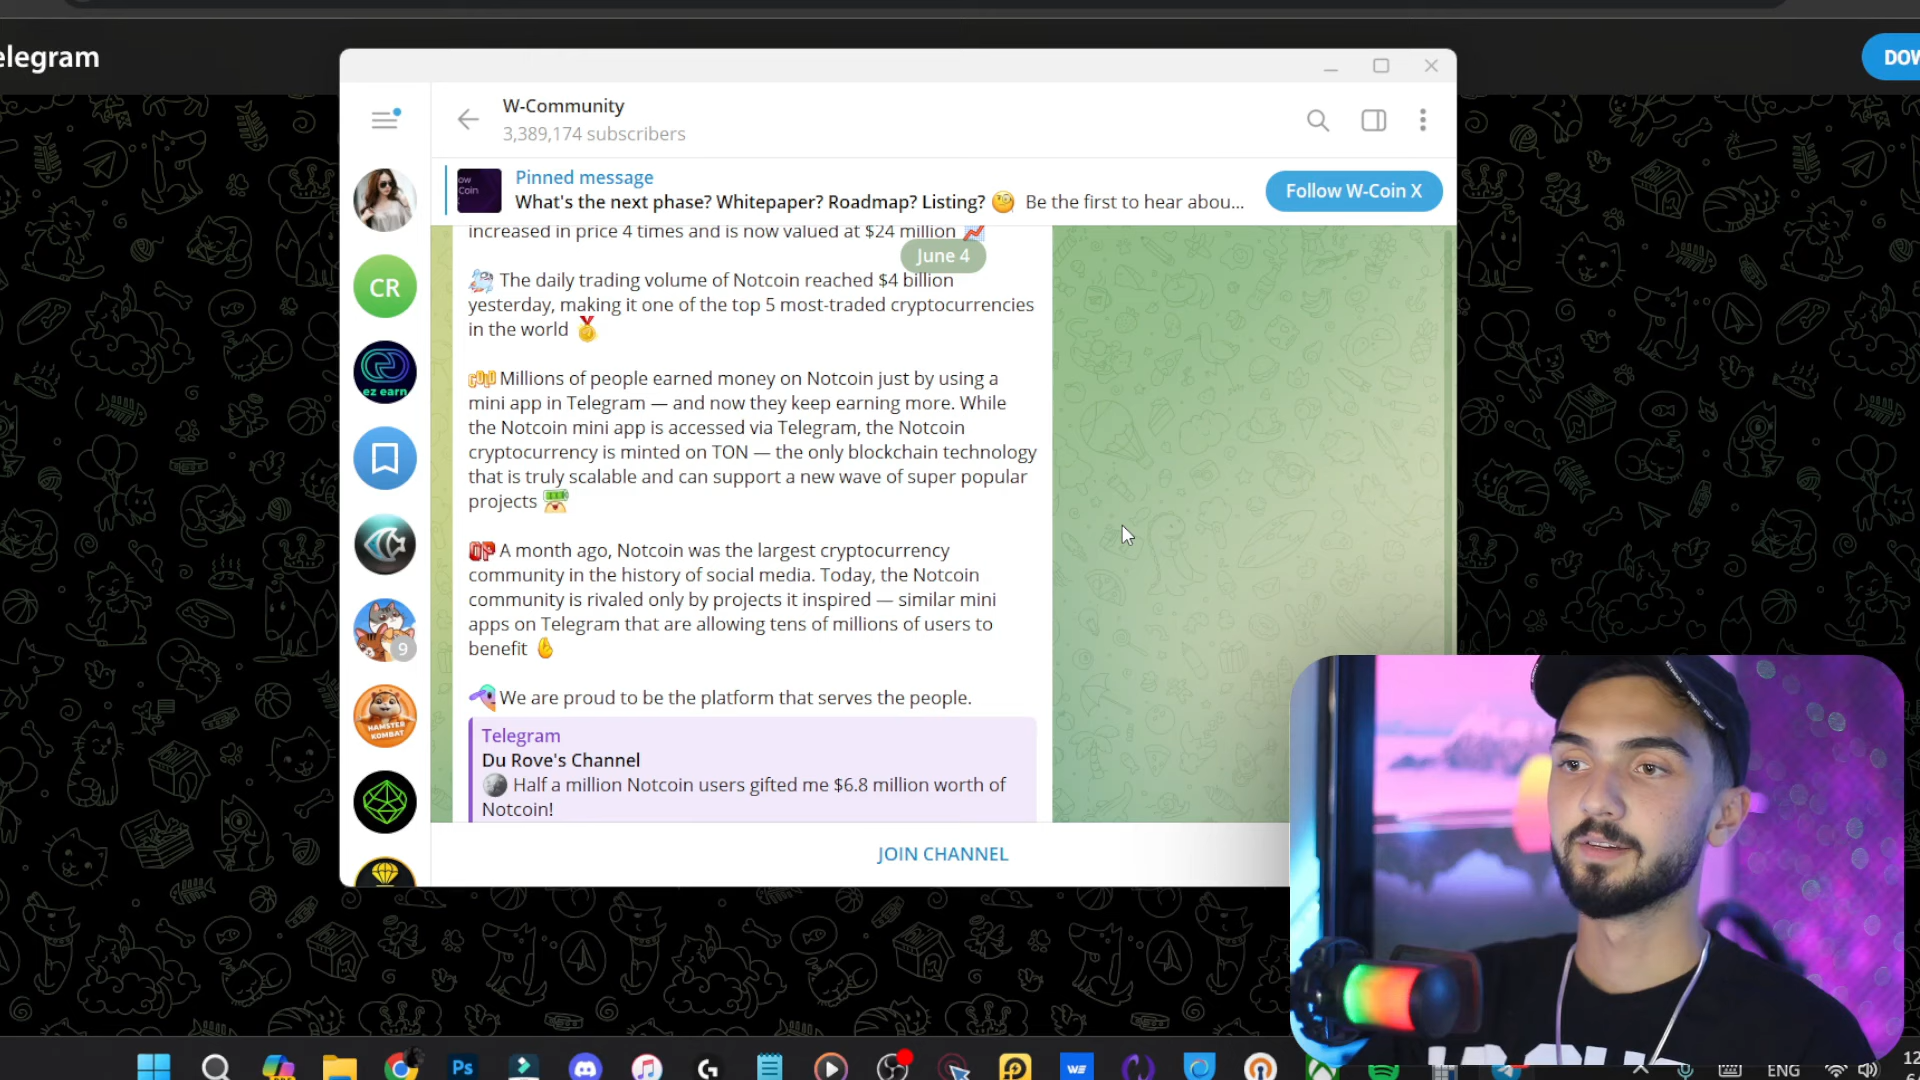 elegram
DOW
W-Community
3,389,174 subscribers
Pinned message
What's the next phase? Whitepaper? Roadmap? Listing? 🧐 Be the first to hear abou...
Follow W-Coin X
ow
Coin
increased in price 4 times and is now valued at $24 million 📈
June 4
The daily trading volume of Notcoin reached $4 billion
yesterday, making it one of the top 5 most-traded cryptocurrencies
in the world 🏅
Millions of people earned money on Notcoin just by using a
mini app in Telegram — and now they keep earning more. While
the Notcoin mini app is accessed via Telegram, the Notcoin
cryptocurrency is minted on TON — the only blockchain technology
that is truly scalable and can support a new wave of super popular
projects
UP A month ago, Notcoin was the largest cryptocurrency
community in the history of social media. Today, the Notcoin
community is rivaled only by projects it inspired — similar mini
apps on Telegram that are allowing tens of millions of users to
benefit
We are proud to be the platform that serves the people.
Telegram
Du Rove's Channel
🌑 Half a million Notcoin users gifted me $6.8 million worth of
Notcoin!
JOIN CHANNEL
CR
ez earn
9
HAMSTER
KOMBAT
Ps
WE
ENG
12